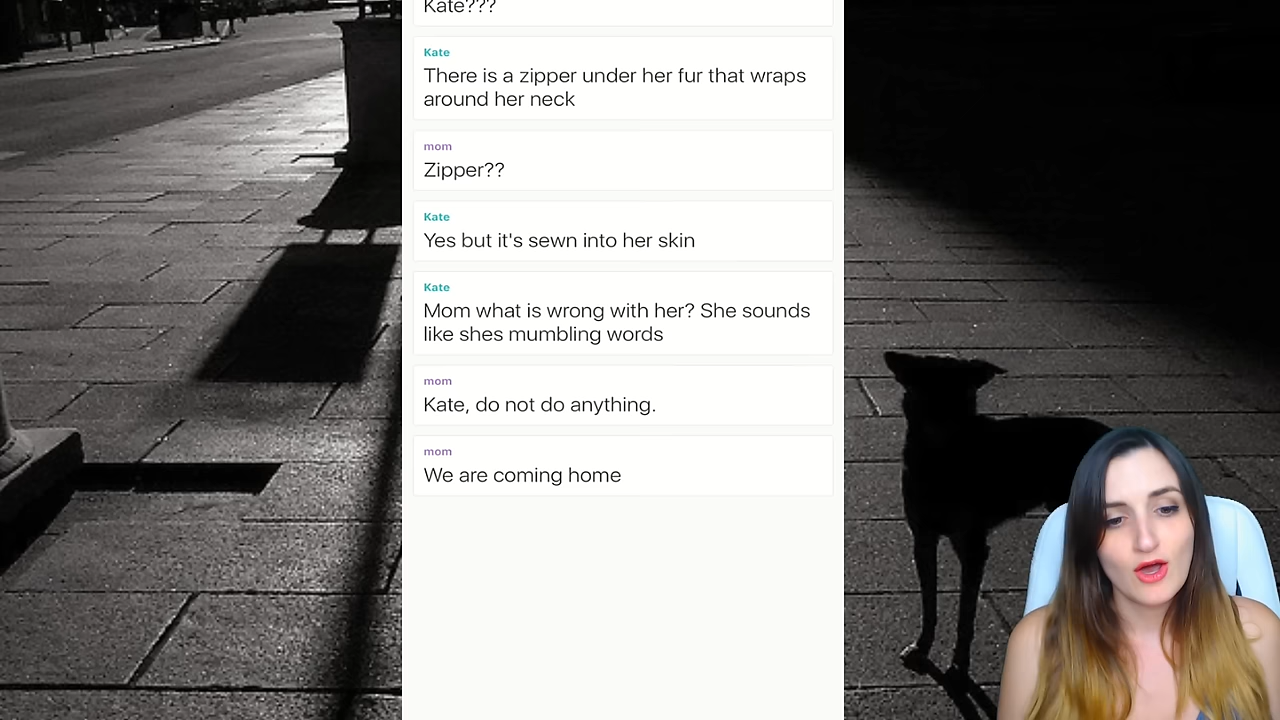 Kate???
Kate
There is a zipper under her fur that wraps
around her neck
mom
Zipper??
Kate
Yes but it's sewn into her skin
Kate
Mom what is wrong with her? She sounds
like shes mumbling words
mom
Kate, do not do anything.
mom
We are coming home